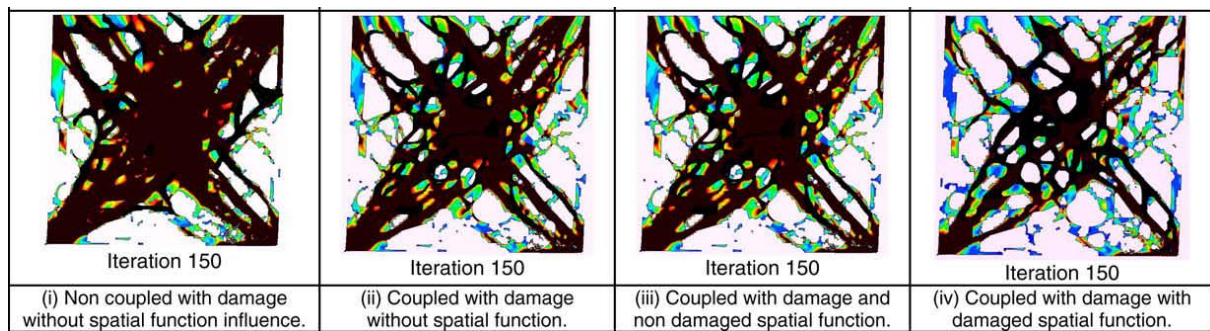 Iteration 150
Iteration 150
Iteration 150
Iteration 150
(i) Non coupled with damage
without spatial function influence.
(ii) Coupled with damage
without spatial function.
(iii) Coupled with damage and
non damaged spatial function.
(iv) Coupled with damage with
damaged spatial function.